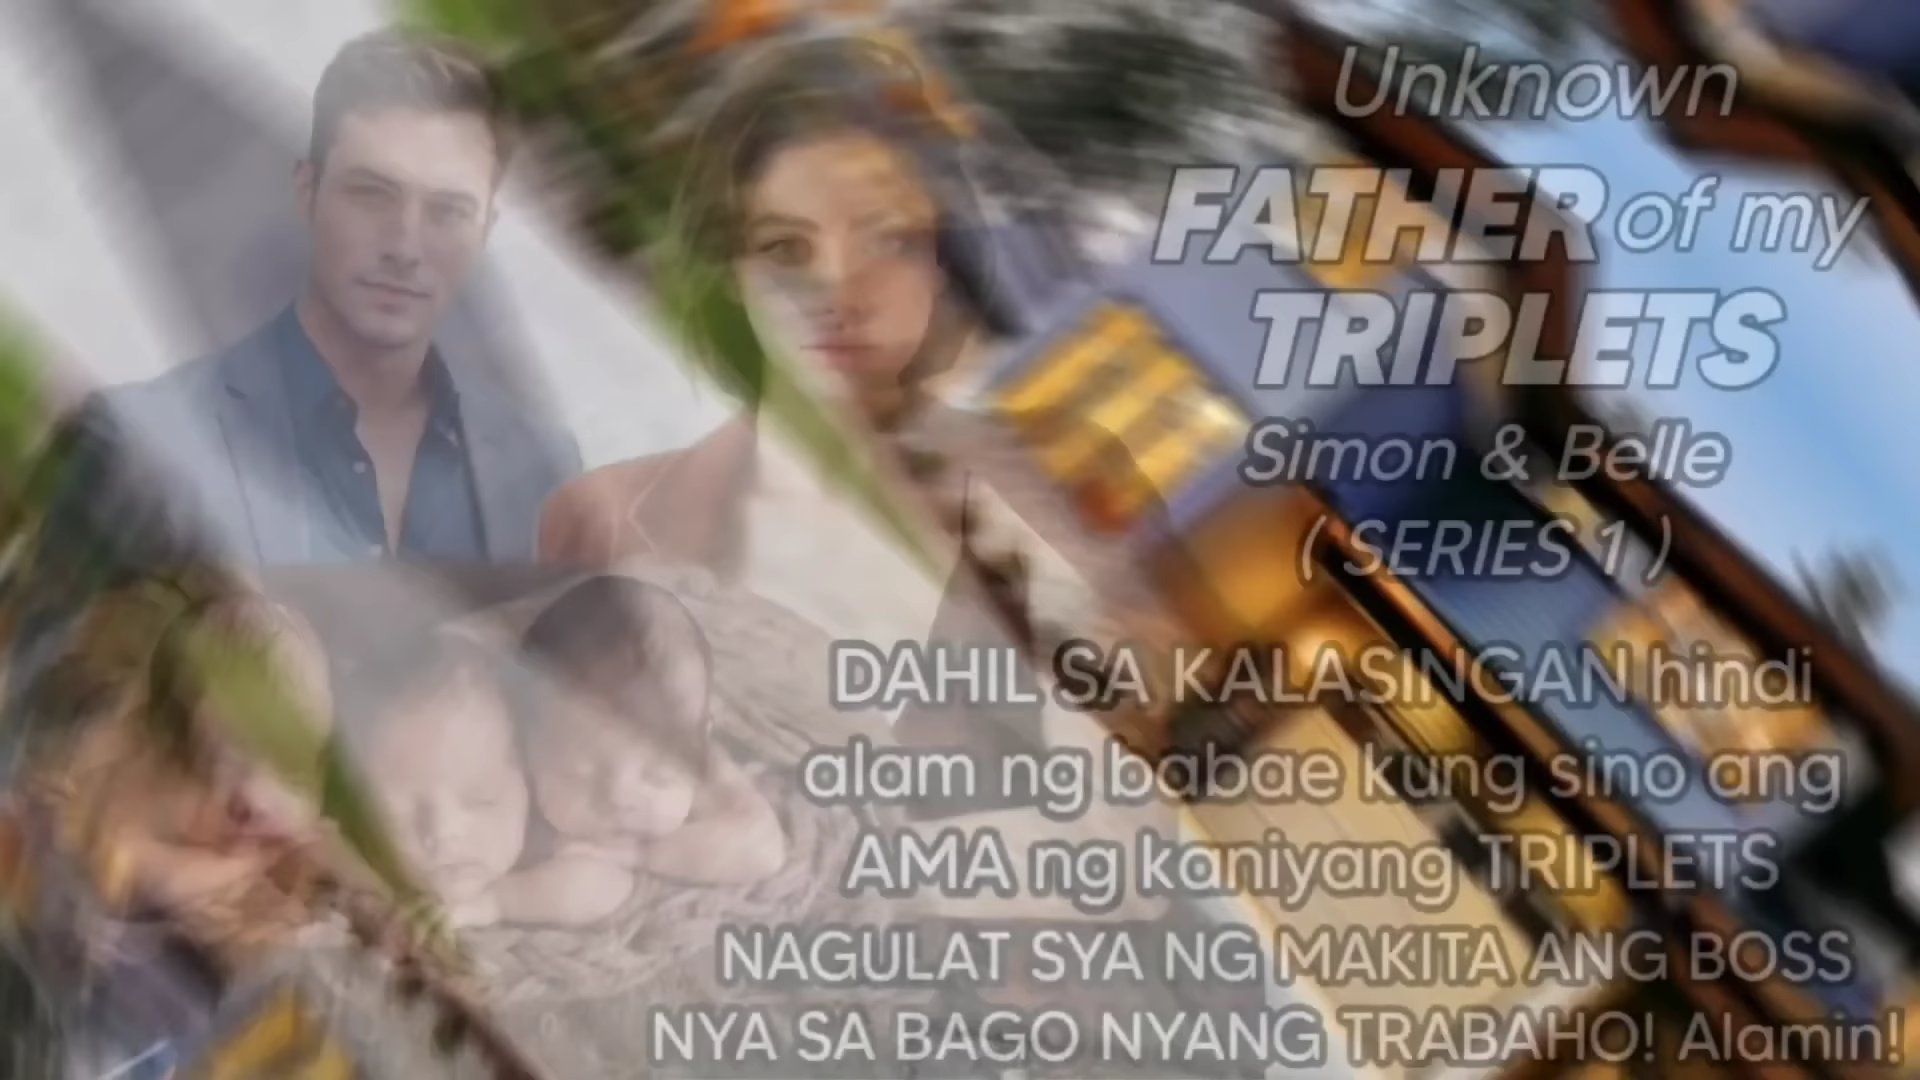 Unknown
FATHER of my
TRIPLETS
Simon & Belle
( SERIES 1 )
DAHIL SA KALASINGAN hindi
alam ng babae kung sino ang
AMA ng kaniyang TRIPLETS
NAGULAT SYA NG MAKITA ANG BOSS
NYA SA BAGO NYANG TRABAHO! Alamin!